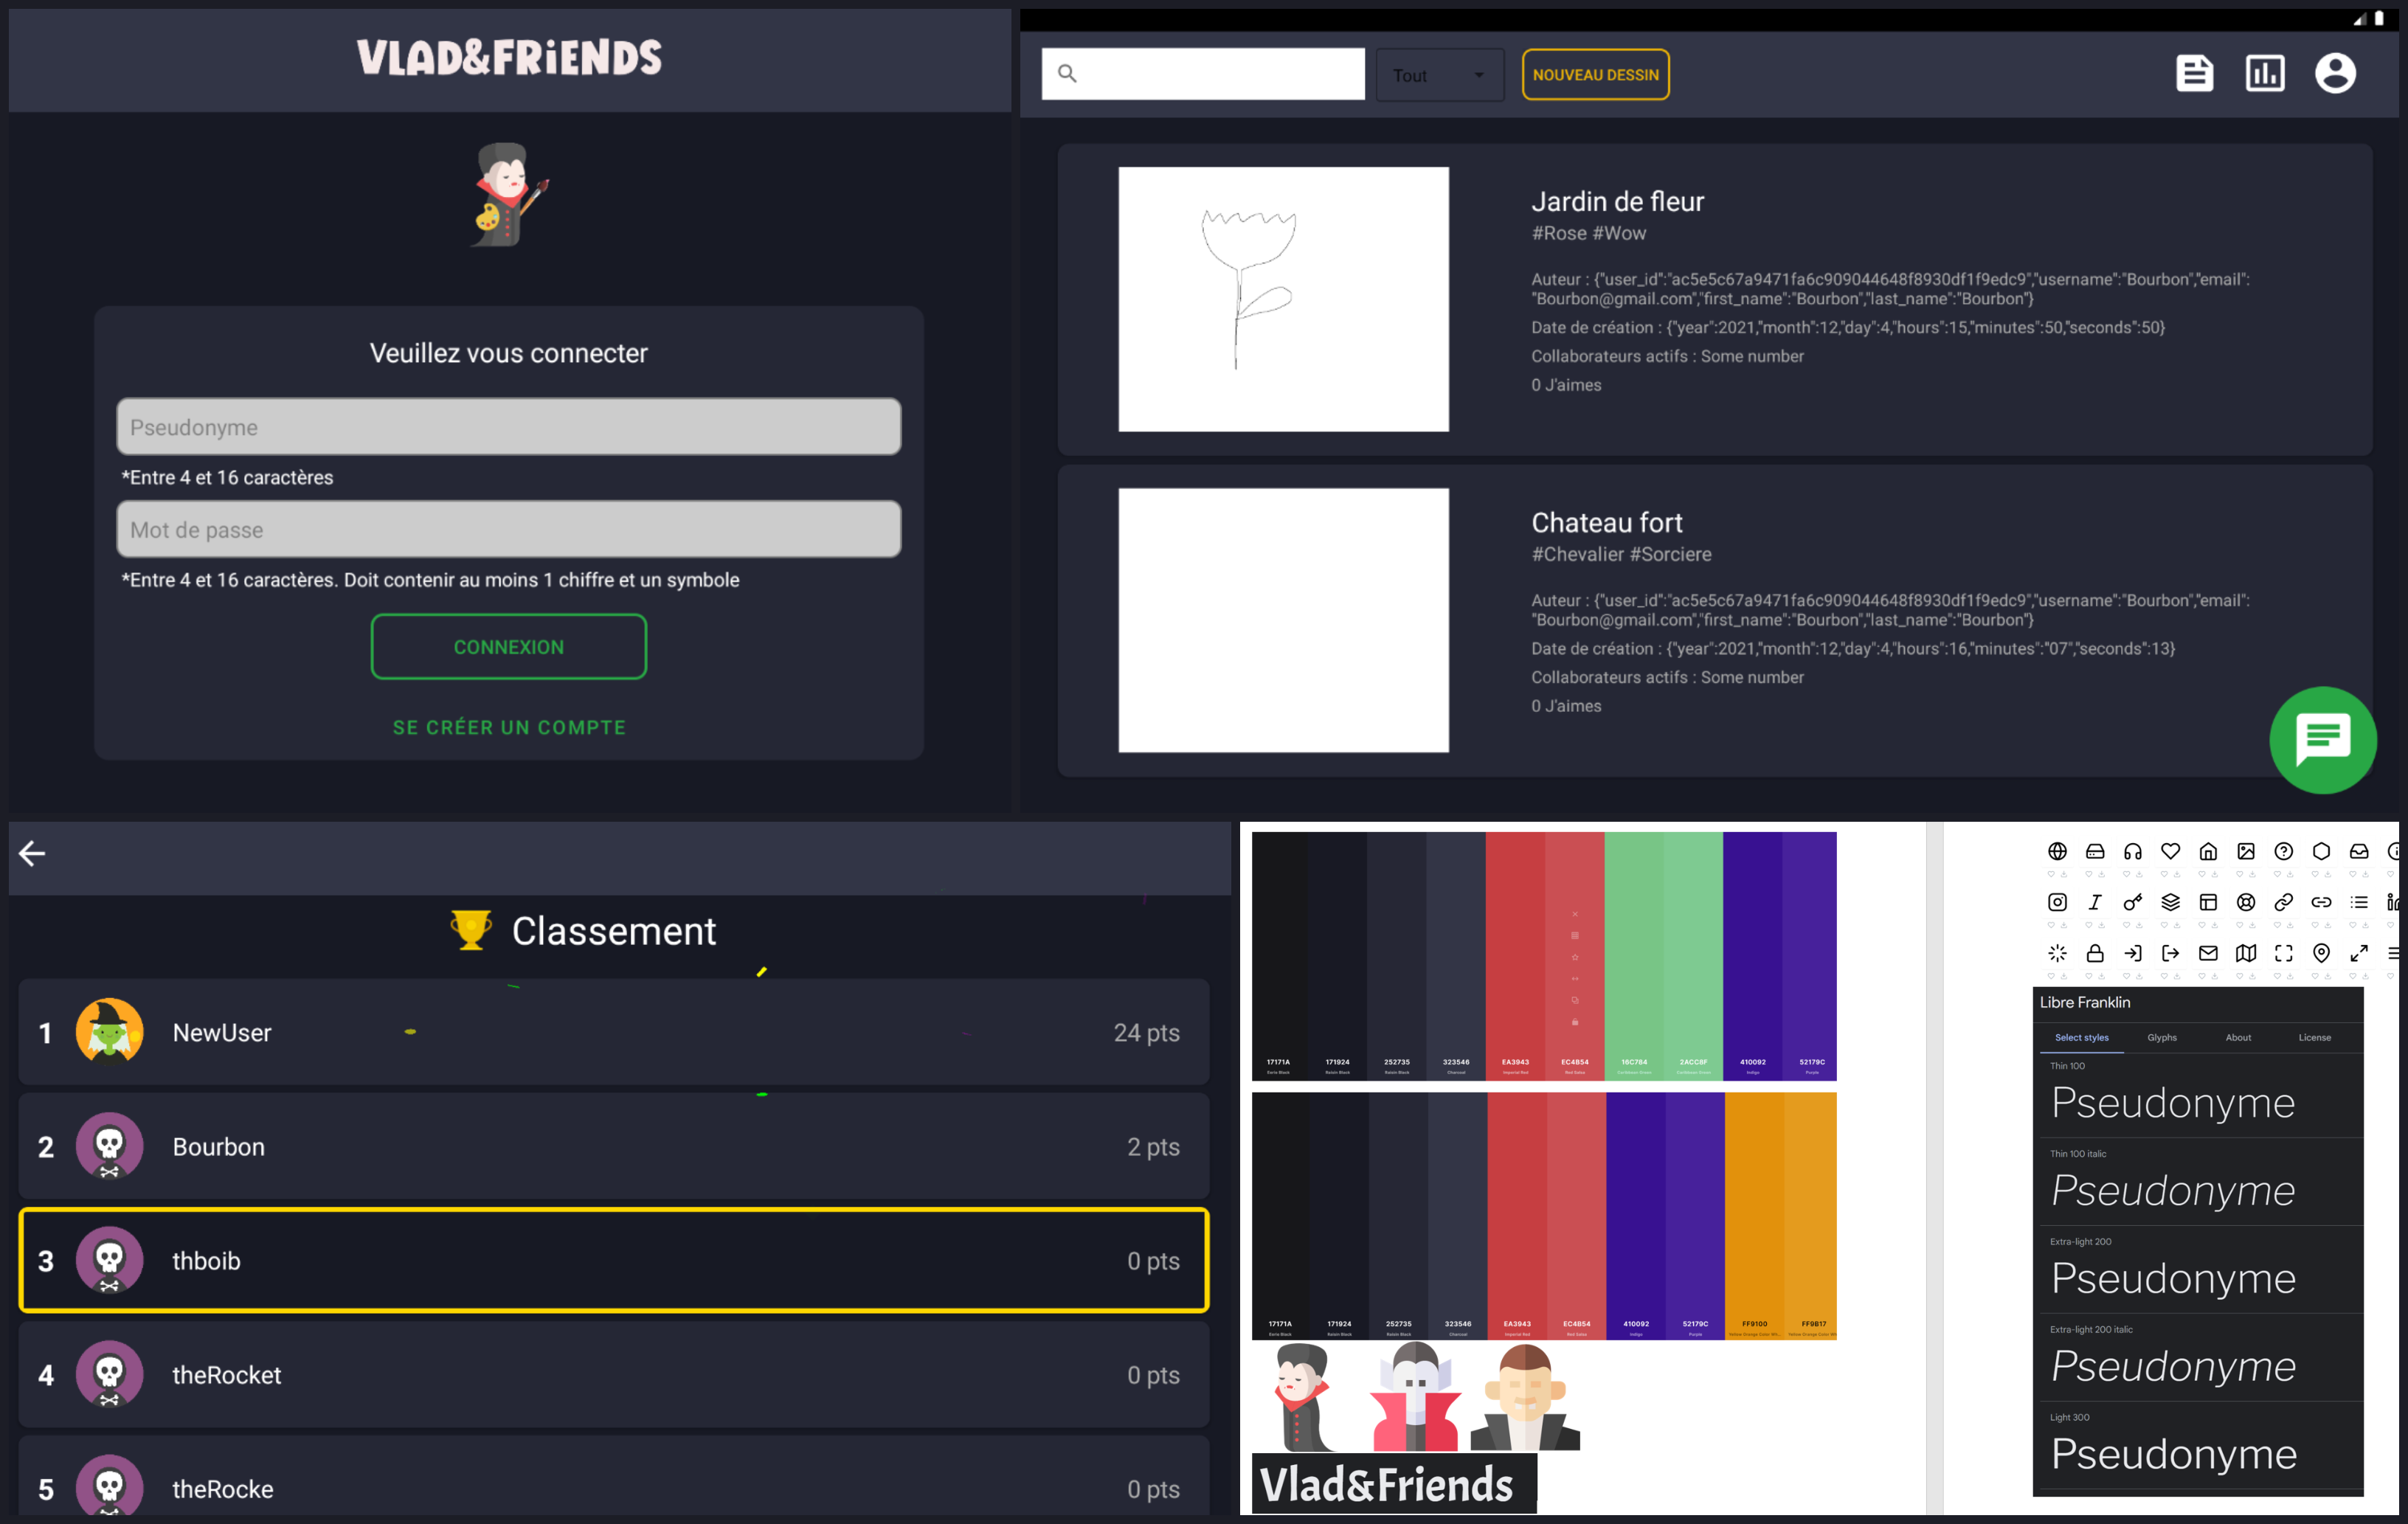 VLAD&FRiENDS
Veuillez vous connecter
Pseudonyme
*Entre 4 et 16 caractères
Mot de passe
*Entre 4 et 16 caractères. Doit contenir au moins 1 chiffre et un symbole
CONNEXION
SE CRÉER UN COMPTE
Tout
NOUVEAU DESSIN
Jardin de fleur
#Rose #Wow
Auteur : {"user_id":"ac5e5c67a9471fa6c909044648f8930df1f9edc9","username":"Bourbon","email":
"Bourbon@gmail.com","first_name":"Bourbon","last_name":"Bourbon"}
Date de création : {"year":2021,"month":12,"day":4,"hours":15,"minutes":50,"seconds":50}
Collaborateurs actifs : Some number
0 J'aimes
Chateau fort
#Chevalier #Sorciere
Auteur : {"user_id":"ac5e5c67a9471fa6c909044648f8930df1f9edc9","username":"Bourbon","email":
"Bourbon@gmail.com","first_name":"Bourbon","last_name":"Bourbon"}
Date de création : {"year":2021,"month":12,"day":4,"hours":16,"minutes":"07","seconds":13}
Collaborateurs actifs : Some number
0 J'aimes
Classement
1 NewUser 24 pts
2 Bourbon 2 pts
3 thboib 0 pts
4 theRocket 0 pts
5 theRocke 0 pts
17171A 171924 252735 323546 EA3943 EC4B54 16C784 2ACC8F 410092 52179C
17171A 171924 252735 323546 EA3943 EC4B54 410092 52179C FF9100 FF9B17
Vlad&Friends
Libre Franklin
Select styles Glyphs About License
Thin 100
Pseudonyme
Thin 100 italic
Pseudonyme
Extra-light 200
Pseudonyme
Extra-light 200 italic
Pseudonyme
Light 300
Pseudonyme